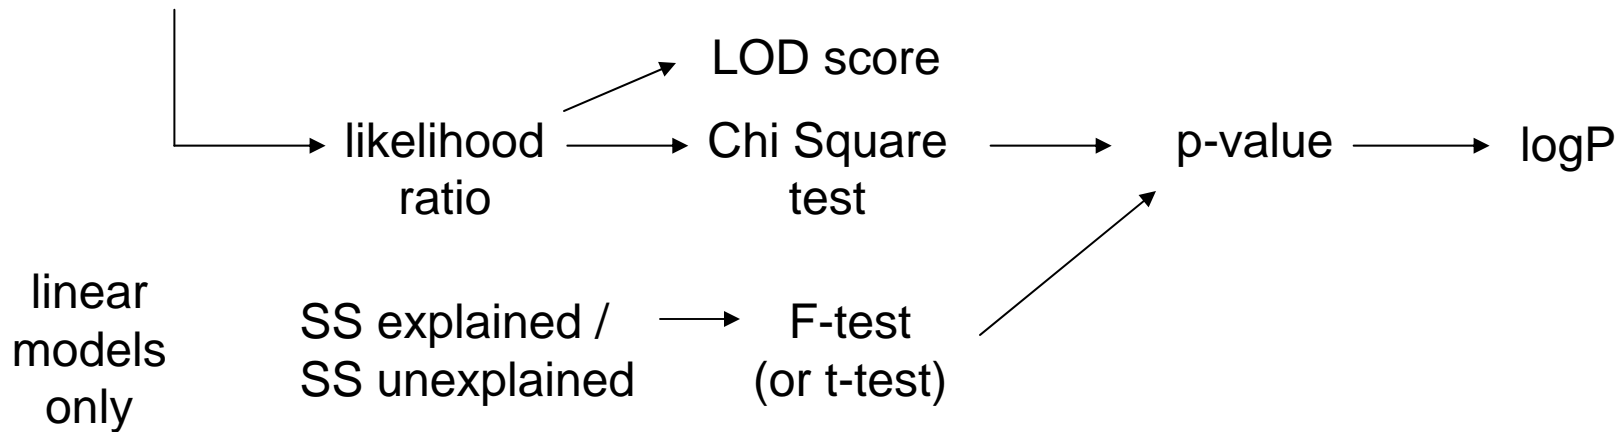 LOD score
likelihood
ratio
Chi Square
test
p-value
logP
linear
models
only
SS explained /
SS unexplained
F-test
(or t-test)